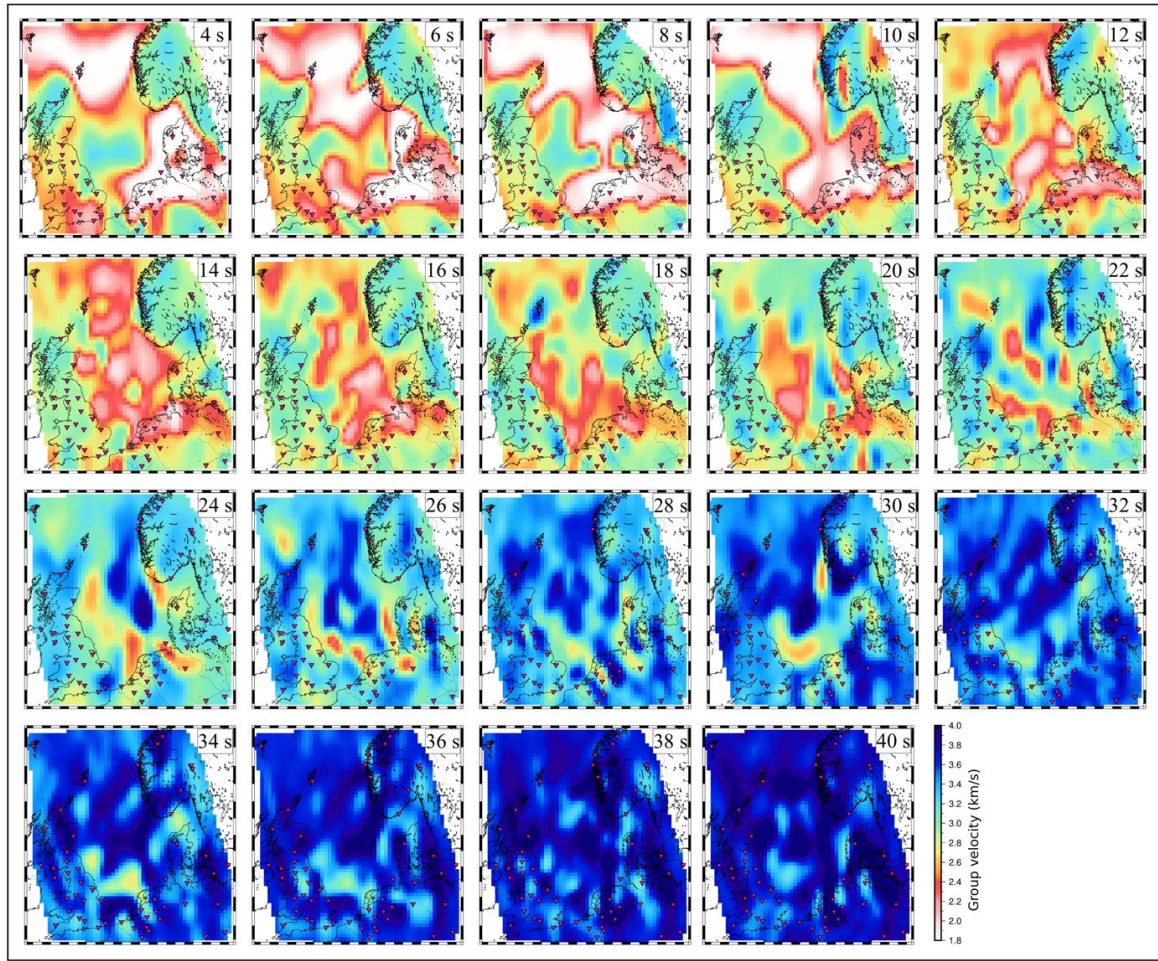 4 s
6 s
8 s
10 s
12 s
14 s
16 s
18 s
20 s
22 s
24 s
26 s
28 s
30 s
32 s
34 s
36 s
38 s
40 s
4.0
3.8
3.6
3.4
3.2
3.0
2.8
2.6
2.4
2.2
2.0
1.8
Group velocity (km/s)